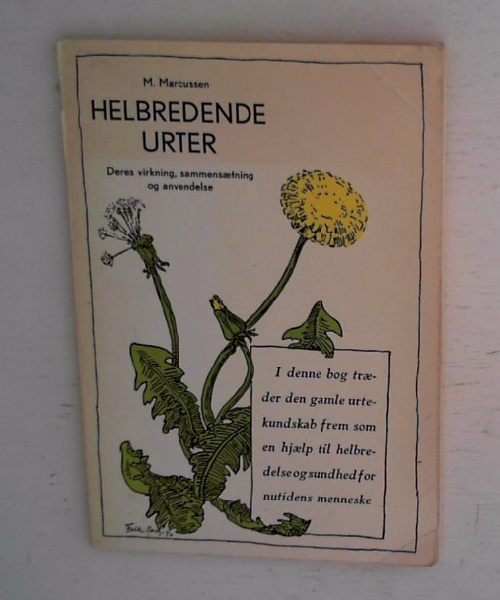 M. Marcussen
HELBREDENDE
URTER
Deres virkning, sammensætning
og anvendelse
I denne bog træ-
der den gamle urte-
kundskab frem som
en hjælp til helbre-
delse og sundhed for
nutidens menneske